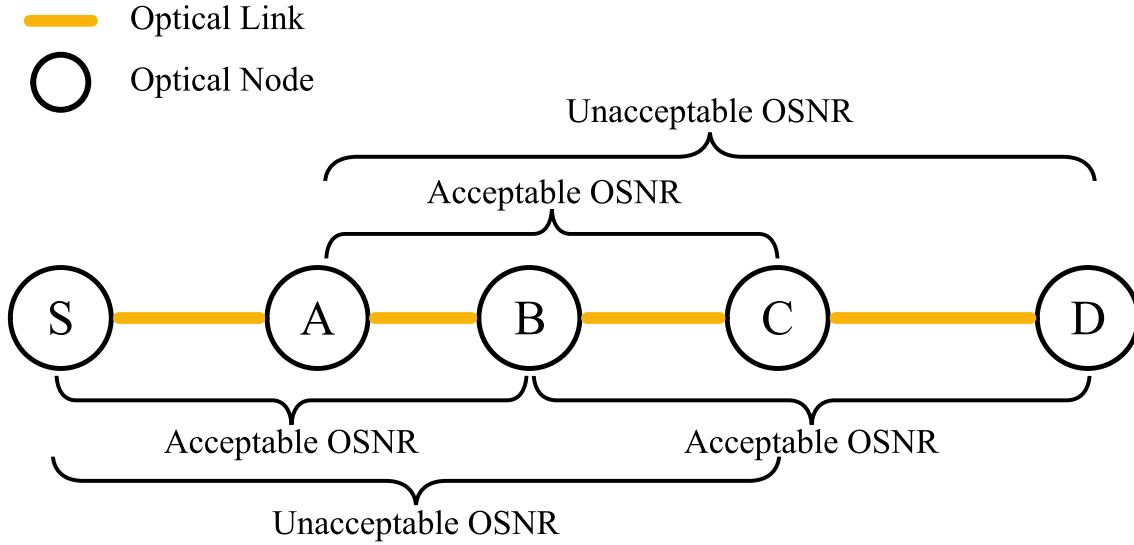 Optical Link
Optical Node
Unacceptable OSNR
Acceptable OSNR
S A B C D
Acceptable OSNR Acceptable OSNR
Unacceptable OSNR